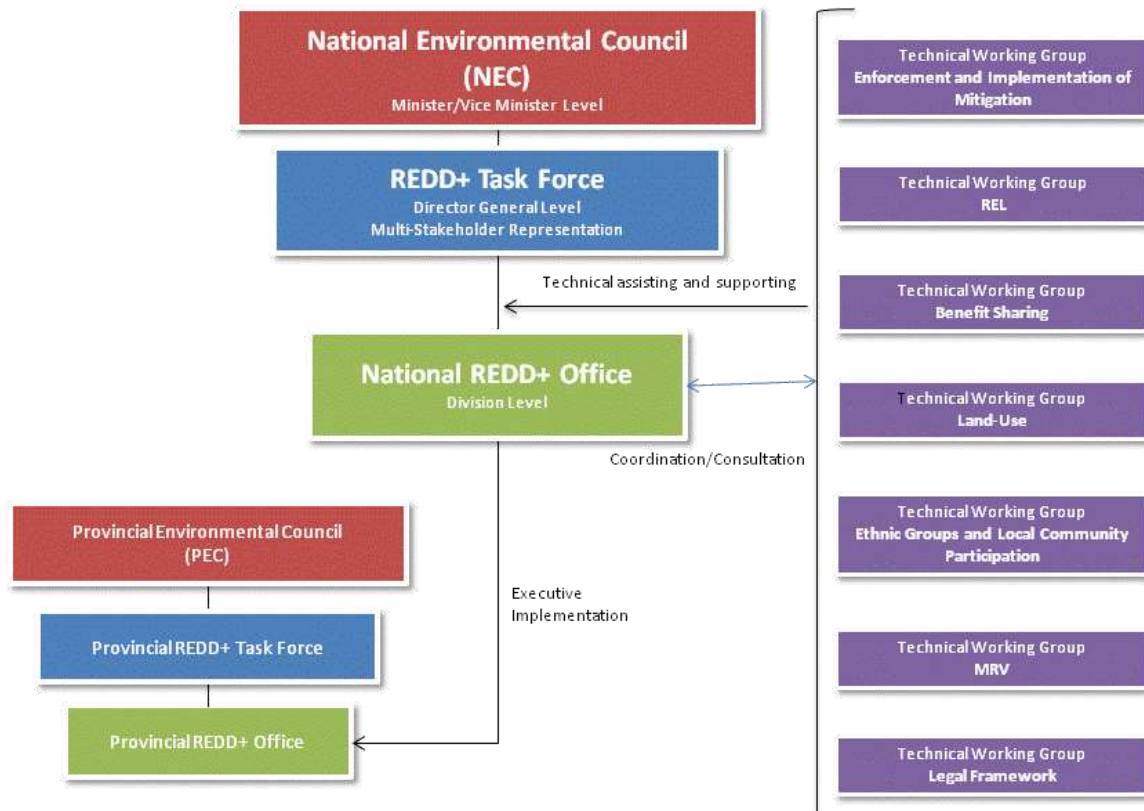 National Environmental Council
(NEC)
Minister/Vice Minister Level
REDD+ Task Force
Director General Level
Multi-Stakeholder Representation
Technical assisting and supporting
National REDD+ Office
Division Level
Coordination/Consultation
Provincial Environmental Council
(PEC)
Executive
Implementation
Provincial REDD+ Task Force
Provincial REDD+ Office
Technical Working Group
Enforcement and Implementation of
Mitigation
Technical Working Group
REL
Technical Working Group
Benefit Sharing
Technical Working Group
Land-Use
Technical Working Group
Ethnic Groups and Local Community
Participation
Technical Working Group
MRV
Technical Working Group
Legal Framework